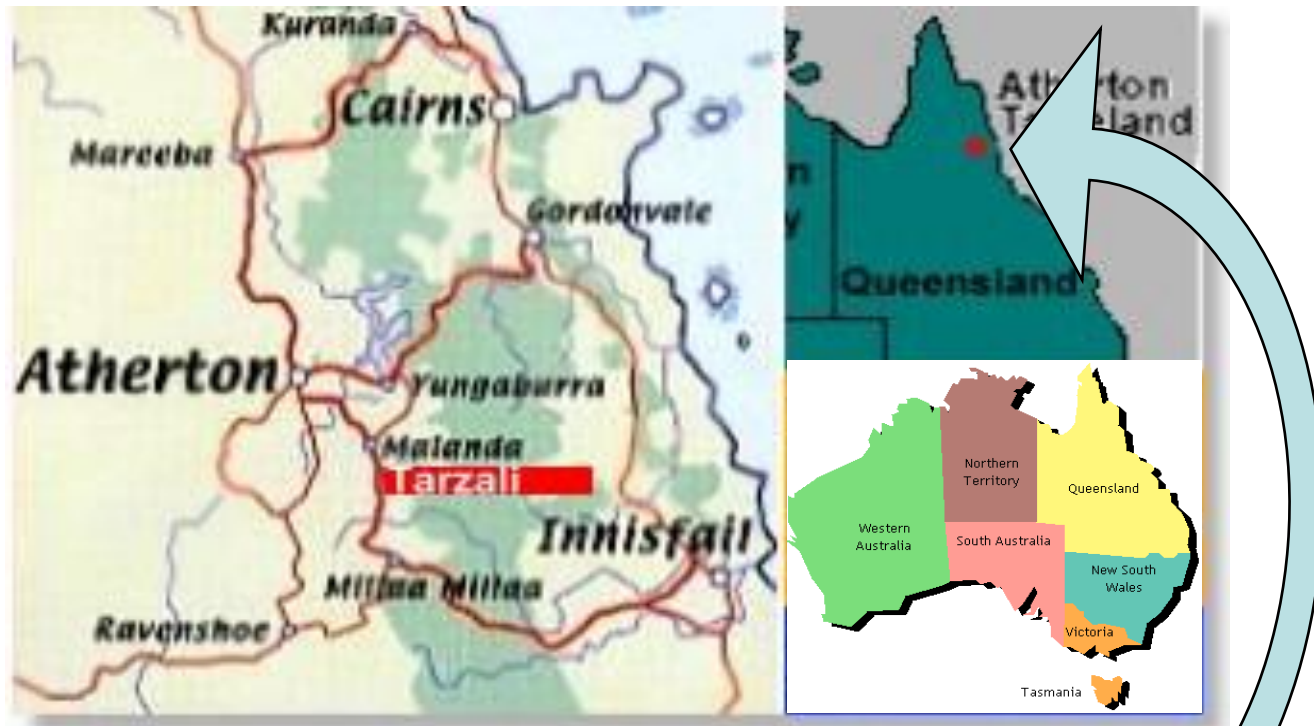 Kuranda
Cairns
Mareeba
Gordonvale
Atherton
Yungaburra
Malanda
Tarzali
Innisfail
Millaa Millaa
Ravenshoe
Atherton
Queensland
Northern
Territory
Queensland
Western
Australia
South Australia
New South
Wales
Victoria
Tasmania